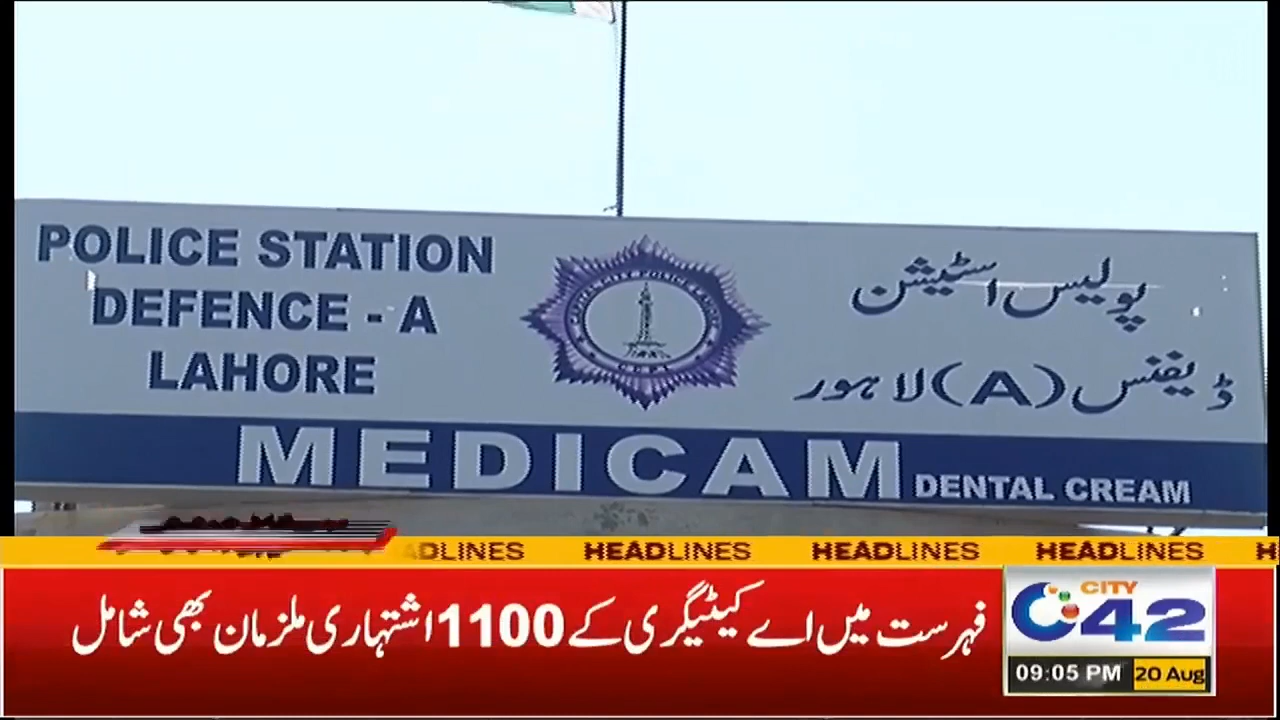 POLICE STATION
DEFENCE - A
LAHORE
پولیس اسٹیشن
ڈیفنس (A) لاہور
MEDICAM DENTAL CREAM
ADLINES HEADLINES HEADLINES HEADLINES H
فہرست میں اے کیٹیگری کے 1100 اشتہاری ملزمان بھی شامل
CITY
42
09:05 PM 20 Aug